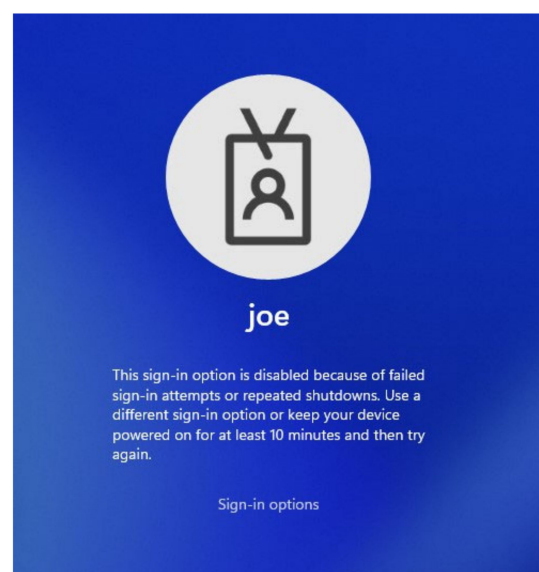 joe
This sign-in option is disabled because of failed
sign-in attempts or repeated shutdowns. Use a
different sign-in option or keep your device
powered on for at least 10 minutes and then try
again.
Sign-in options